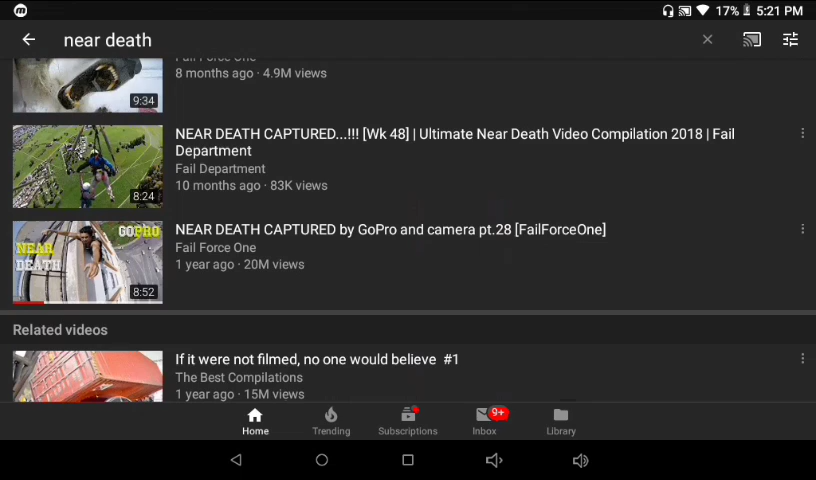 17% 5:21 PM
near death
Fail Force One
8 months ago · 4.9M views
9:34
NEAR DEATH CAPTURED...!!! [Wk 48] | Ultimate Near Death Video Compilation 2018 | Fail
Department
Fail Department
10 months ago · 83K views
8:24
NEAR DEATH CAPTURED by GoPro and camera pt.28 [FailForceOne]
Fail Force One
1 year ago · 20M views
GOPRO
NEAR
DEATH
8:52
Related videos
If it were not filmed, no one would believe #1
The Best Compilations
1 year ago · 15M views
9+
Home Trending Subscriptions Inbox Library